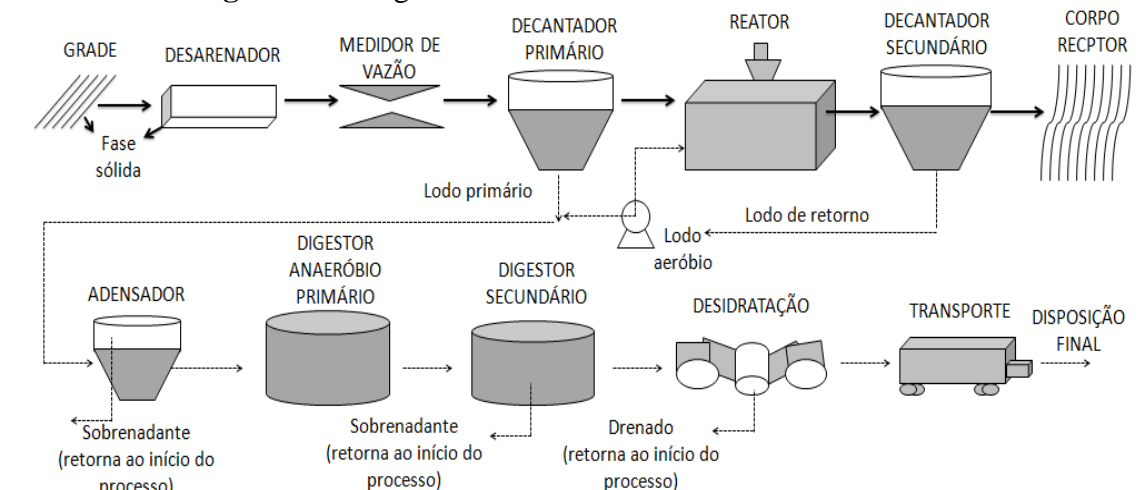 GRADE
DESARENADOR
MEDIDOR DE
VAZÃO
DECANTADOR
PRIMÁRIO
REATOR
DECANTADOR
SECUNDÁRIO
CORPO
RECPTOR
Fase
sólida
Lodo primário
Lodo de retorno
Lodo
aeróbio
ADENSADOR
DIGESTOR
ANAERÓBIO
PRIMÁRIO
DIGESTOR
SECUNDÁRIO
DESIDRATAÇÃO
TRANSPORTE
DISPOSIÇÃO
FINAL
Sobrenadante
(retorna ao início do
processo)
Sobrenadante
(retorna ao início do
processo)
Drenado
(retorna ao início do
processo)